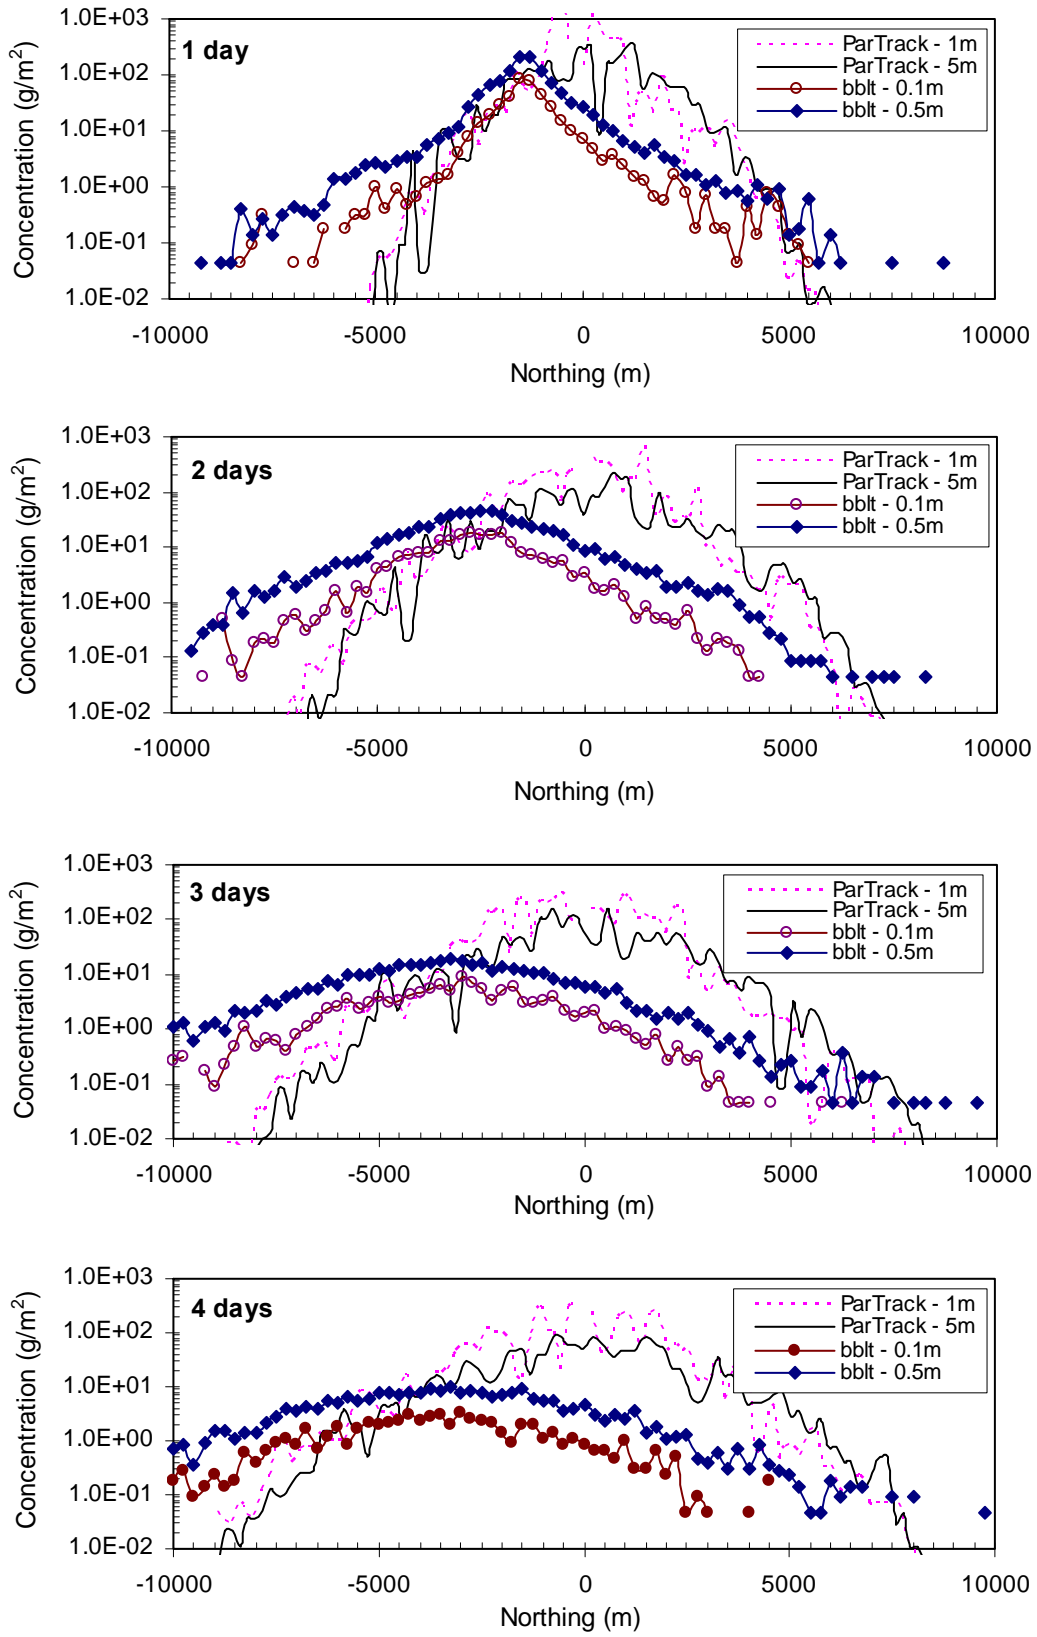 1 day
Concentration (g/m²)
1.0E+03
1.0E+02
1.0E+01
1.0E+00
1.0E-01
1.0E-02
ParTrack - 1m
ParTrack - 5m
bblt - 0.1m
bblt - 0.5m
-10000 -5000 0 5000 10000
Northing (m)
2 days
Concentration (g/m²)
1.0E+03
1.0E+02
1.0E+01
1.0E+00
1.0E-01
1.0E-02
ParTrack - 1m
ParTrack - 5m
bblt - 0.1m
bblt - 0.5m
-10000 -5000 0 5000 10000
Northing (m)
3 days
Concentration (g/m²)
1.0E+03
1.0E+02
1.0E+01
1.0E+00
1.0E-01
1.0E-02
ParTrack - 1m
ParTrack - 5m
bblt - 0.1m
bblt - 0.5m
-10000 -5000 0 5000 10000
Northing (m)
4 days
Concentration (g/m²)
1.0E+03
1.0E+02
1.0E+01
1.0E+00
1.0E-01
1.0E-02
ParTrack - 1m
ParTrack - 5m
bblt - 0.1m
bblt - 0.5m
-10000 -5000 0 5000 10000
Northing (m)